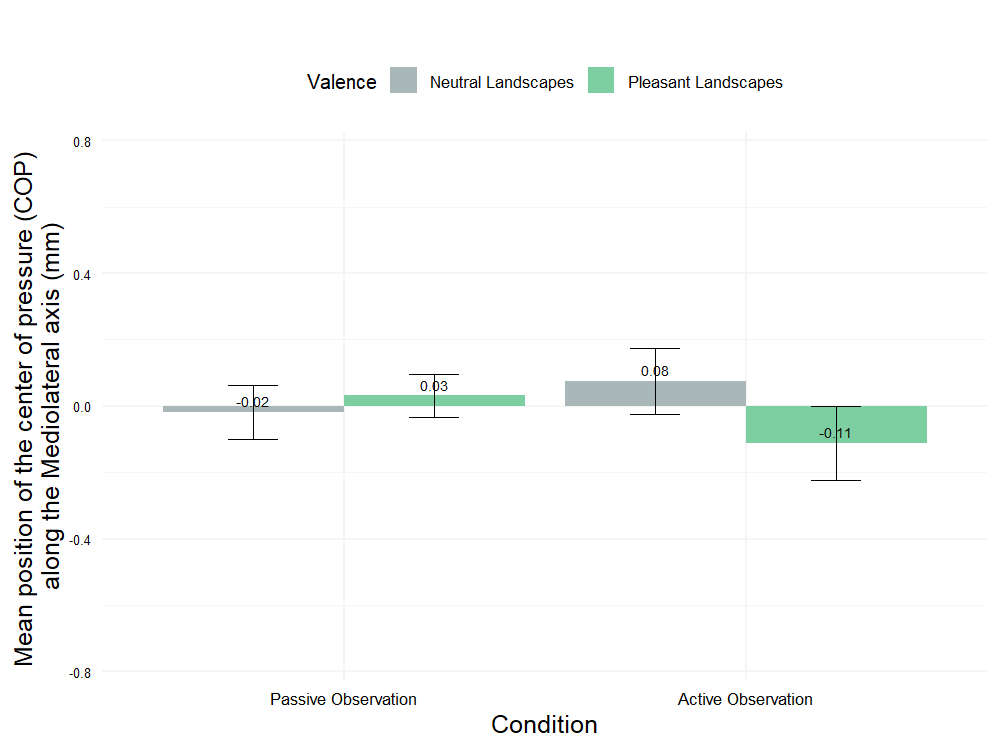 Valence Neutral Landscapes Pleasant Landscapes
Mean position of the center of pressure (COP)
along the Mediolateral axis (mm)
0.8
0.4
0.0
-0.4
-0.8
-0.02
0.03
0.08
-0.11
Passive Observation Active Observation
Condition